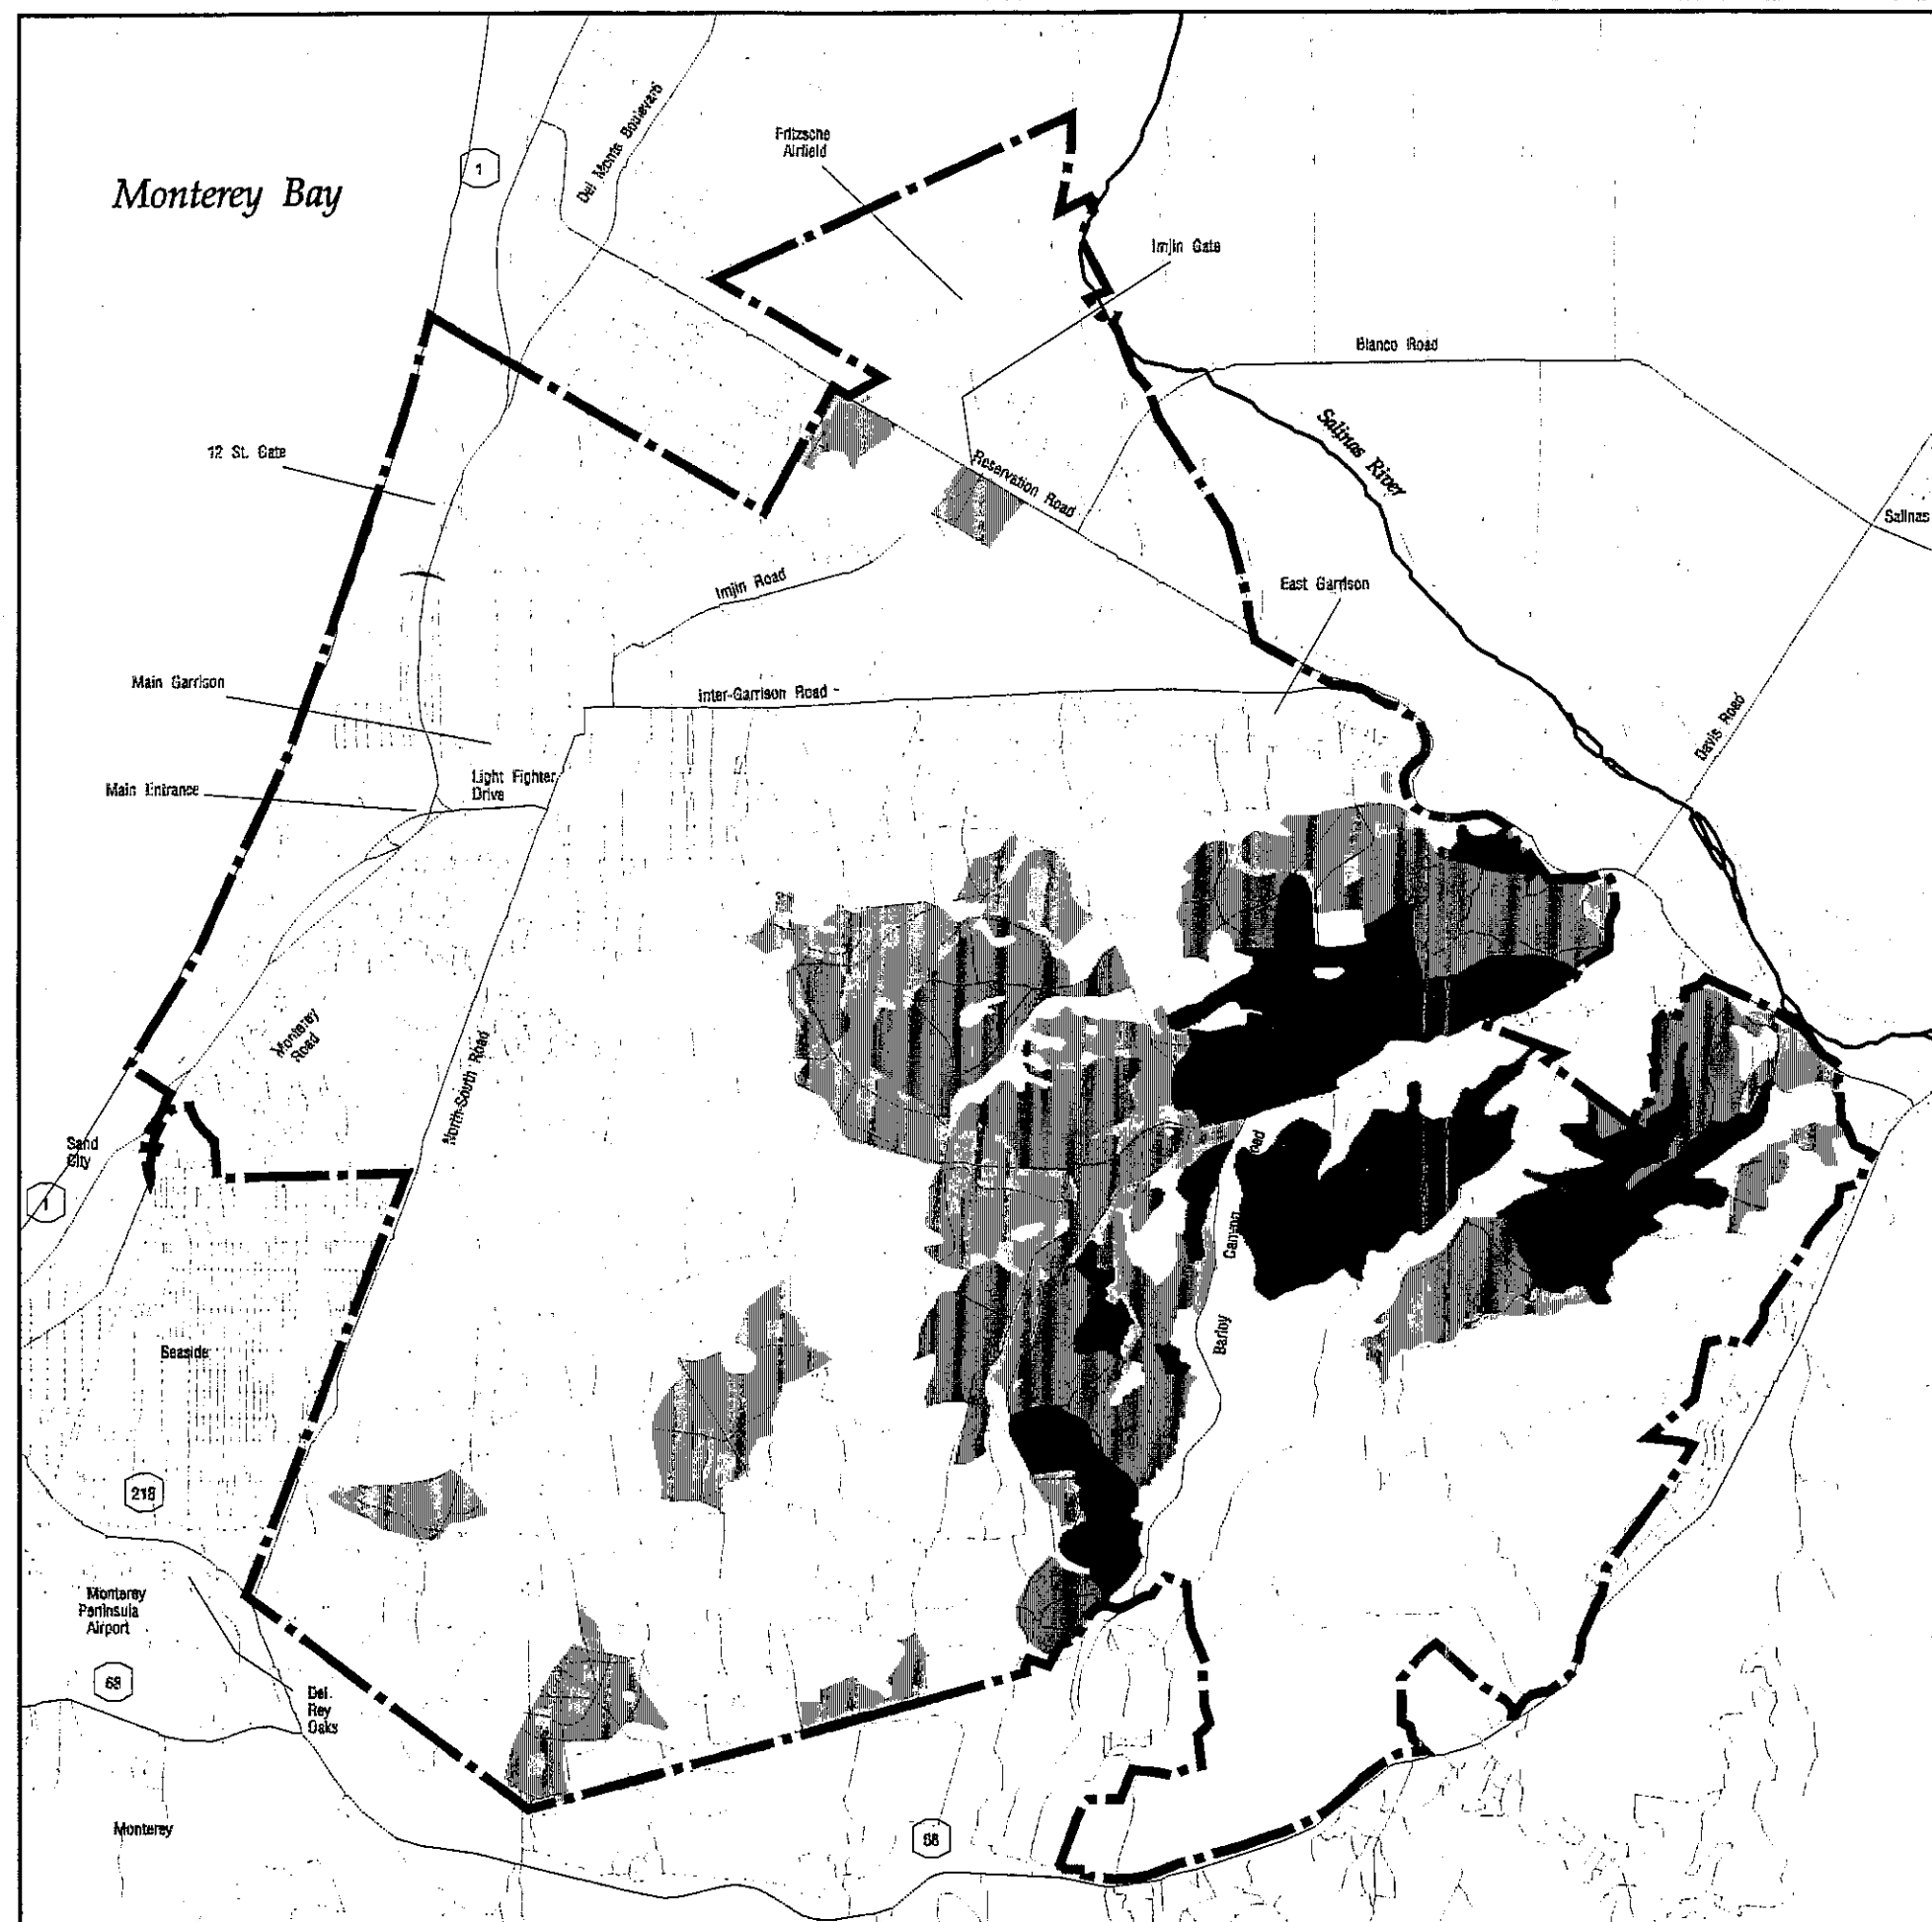 Monterey Bay
1
Del Monte Boulevard
Fritzsche
Airfield
Imjin Gate
Blanco Road
Salinas River
12 St. Gate
Reservation Road
Salinas
Imjin Road
East Garrison
Main Garrison
Inter-Garrison Road
Davis Road
Light Fighter
Drive
Main Entrance
Monterey
Road
North-South Road
Sand
City
1
Barloy
Canyon
Road
Seaside
218
Monterey
Peninsula
Airport
68
Del
Rey
Oaks
Monterey
68